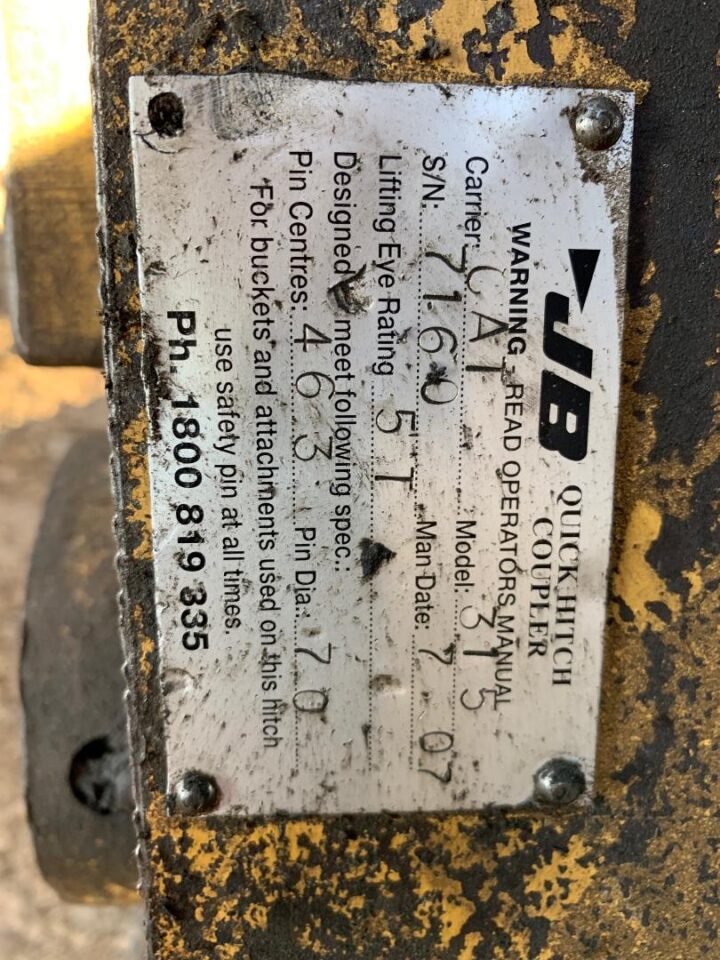 JB QUICK HITCH
COUPLER
WARNING - READ OPERATORS MANUAL
Carrier: CAT Model: 315
S/N: 7160 Man Date: 7 07
Lifting Eye Rating 5T
Designed meet following spec.:
Pin Centres: 463 Pin Dia.: 70
For buckets and attachments used on this hitch
use safety pin at all times.
Ph. 1800 819 335